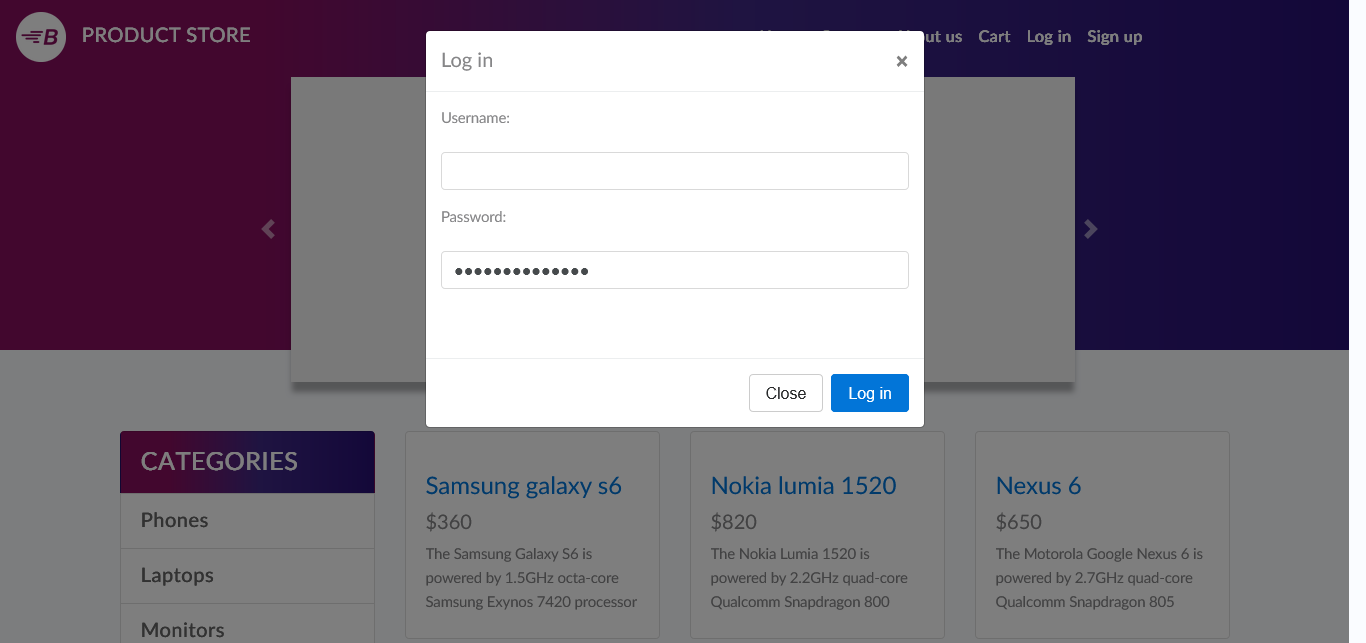 B
PRODUCT STORE
out us
Cart
Log in
Sign up
Log in
×
Username:
Password:
••••••••••••••
Close
Log in
CATEGORIES
Phones
Laptops
Monitors
Samsung galaxy s6
$360
The Samsung Galaxy S6 is
powered by 1.5GHz octa-core
Samsung Exynos 7420 processor
Nokia lumia 1520
$820
The Nokia Lumia 1520 is
powered by 2.2GHz quad-core
Qualcomm Snapdragon 800
Nexus 6
$650
The Motorola Google Nexus 6 is
powered by 2.7GHz quad-core
Qualcomm Snapdragon 805